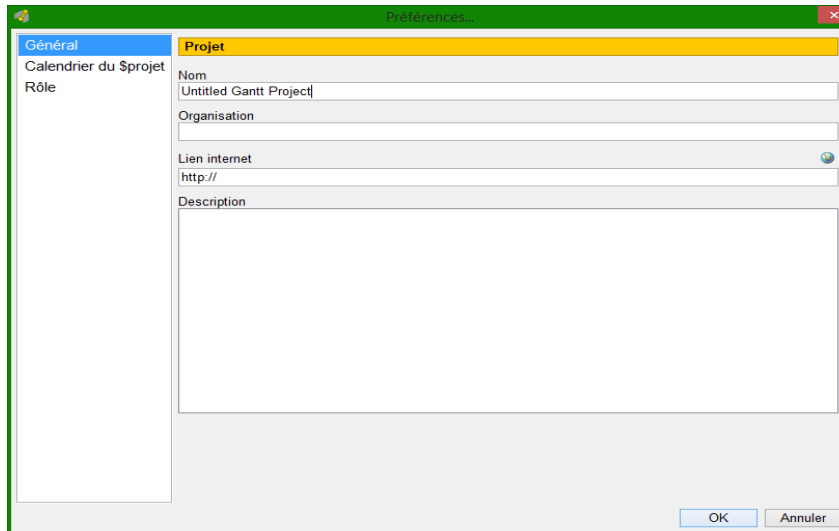 Préférences...
Général
Calendrier du $projet
Rôle
Projet
Nom
Untitled Gantt Project
Organisation
Lien internet
http://
Description
OK
Annuler